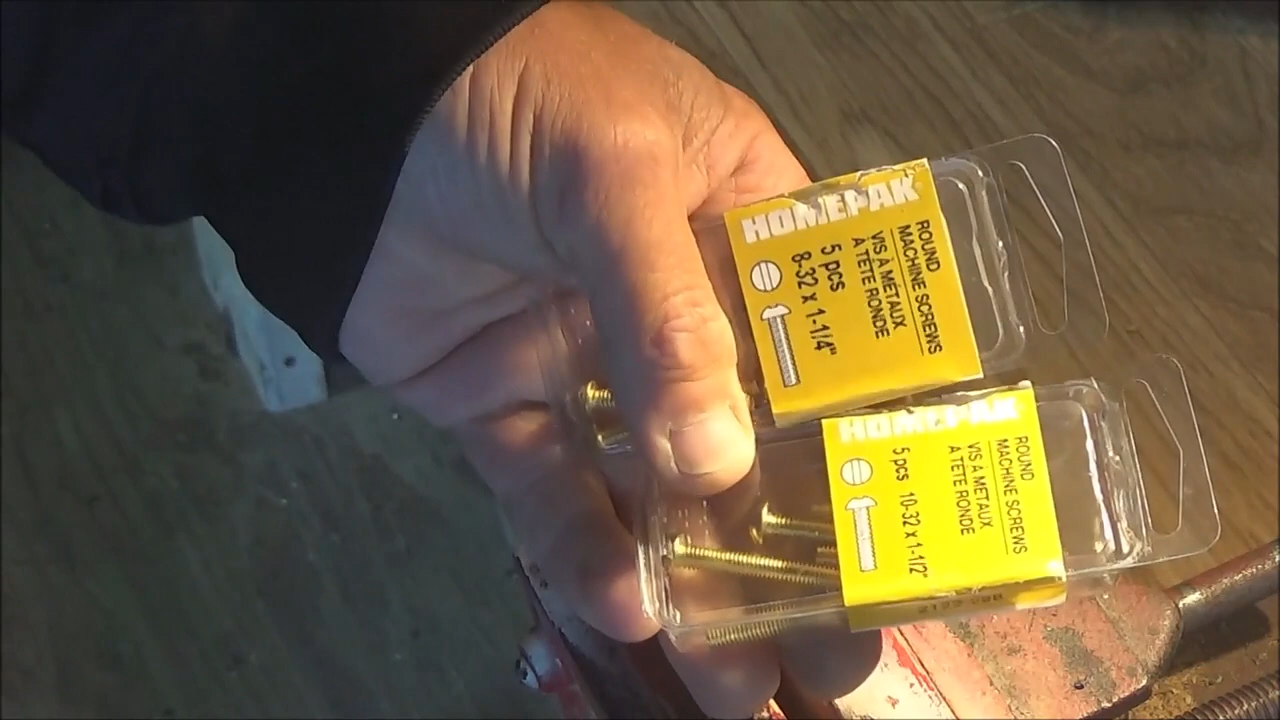 HOMEPAK
ROUND
MACHINE SCREWS
VIS À MÉTAUX
À TÊTE RONDE
5 pcs
8-32 x 1-1/4"
HOMEPAK
ROUND
MACHINE SCREWS
VIS À MÉTAUX
À TÊTE RONDE
5 pcs 10-32 x 1-1/2"